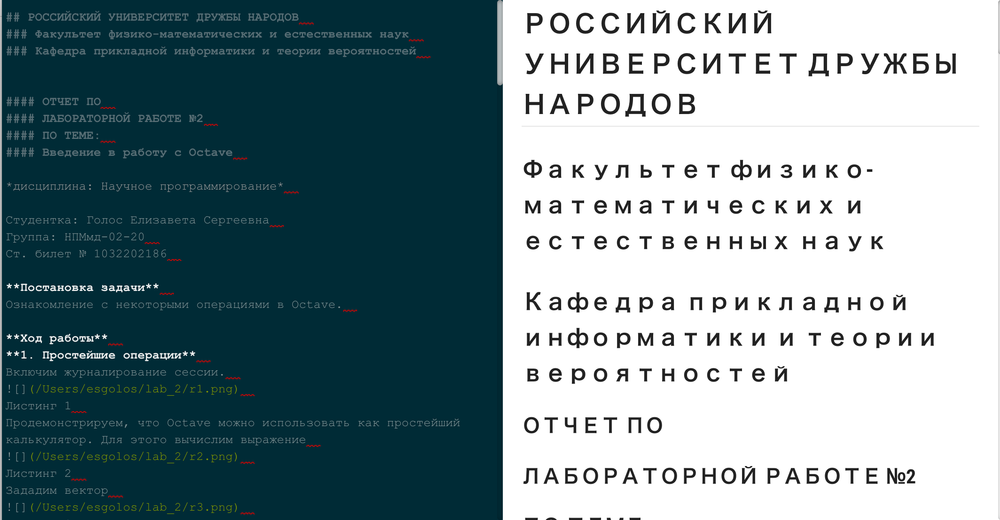 ## РОССИЙСКИЙ УНИВЕРСИТЕТ ДРУЖБЫ НАРОДОВ
### Факультет физико-математических и естественных наук
### Кафедра прикладной информатики и теории вероятностей
#### ОТЧЕТ ПО
#### ЛАБОРАТОРНОЙ РАБОТЕ №2
#### ПО ТЕМЕ:
#### Введение в работу с Octave
*дисциплина: Научное программирование*
Студентка: Голос Елизавета Сергеевна
Группа: НПМмд-02-20
Ст. билет № 1032202186
**Постановка задачи**
Ознакомление с некоторыми операциями в Octave.
**Ход работы**
**1. Простейшие операции**
Включим журналирование сессии.
![](/Users/esgolos/lab_2/r1.png)
Листинг 1
Продемонстрируем, что Octave можно использовать как простейший
калькулятор. Для этого вычислим выражение
![](/Users/esgolos/lab_2/r2.png)
Листинг 2
Зададим вектор
![](/Users/esgolos/lab_2/r3.png)
РОССИЙСКИЙ
УНИВЕРСИТЕТ ДРУЖБЫ
НАРОДОВ
Факультет физико-
математических и
естественных наук
Кафедра прикладной
информатики и теории
вероятностей
ОТЧЕТ ПО
ЛАБОРАТОРНОЙ РАБОТЕ №2